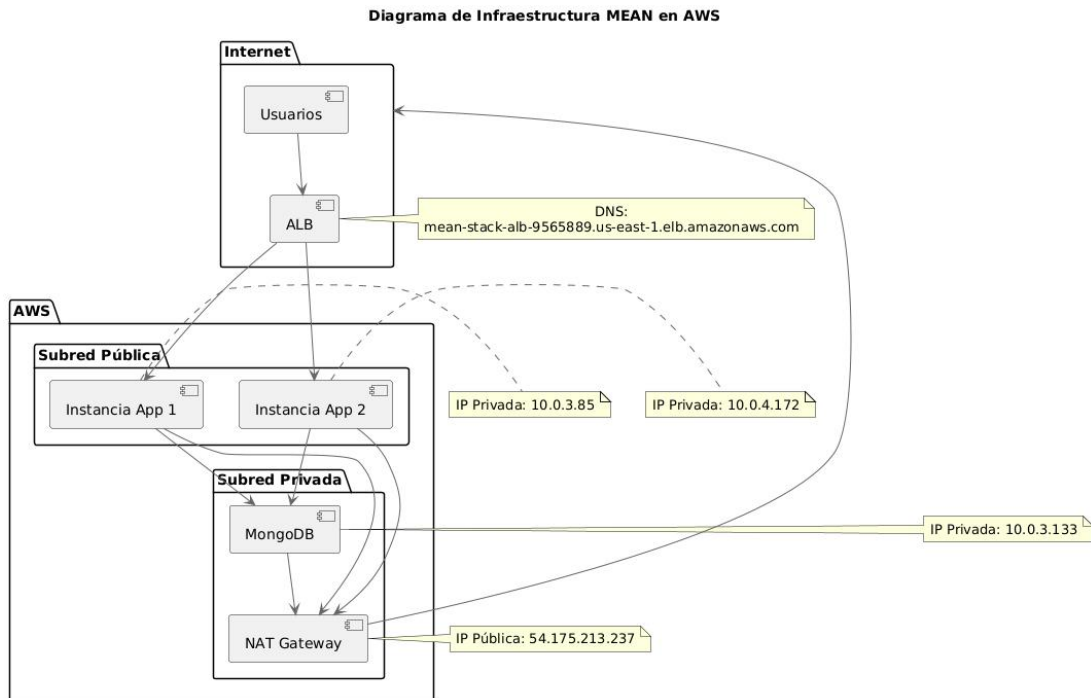 Diagrama de Infraestructura MEAN en AWS
Internet
Usuarios
ALB
DNS:
mean-stack-alb-9565889.us-east-1.elb.amazonaws.com
AWS
Subred Pública
Instancia App 1
Instancia App 2
IP Privada: 10.0.3.85
IP Privada: 10.0.4.172
Subred Privada
MongoDB
IP Privada: 10.0.3.133
NAT Gateway
IP Pública: 54.175.213.237